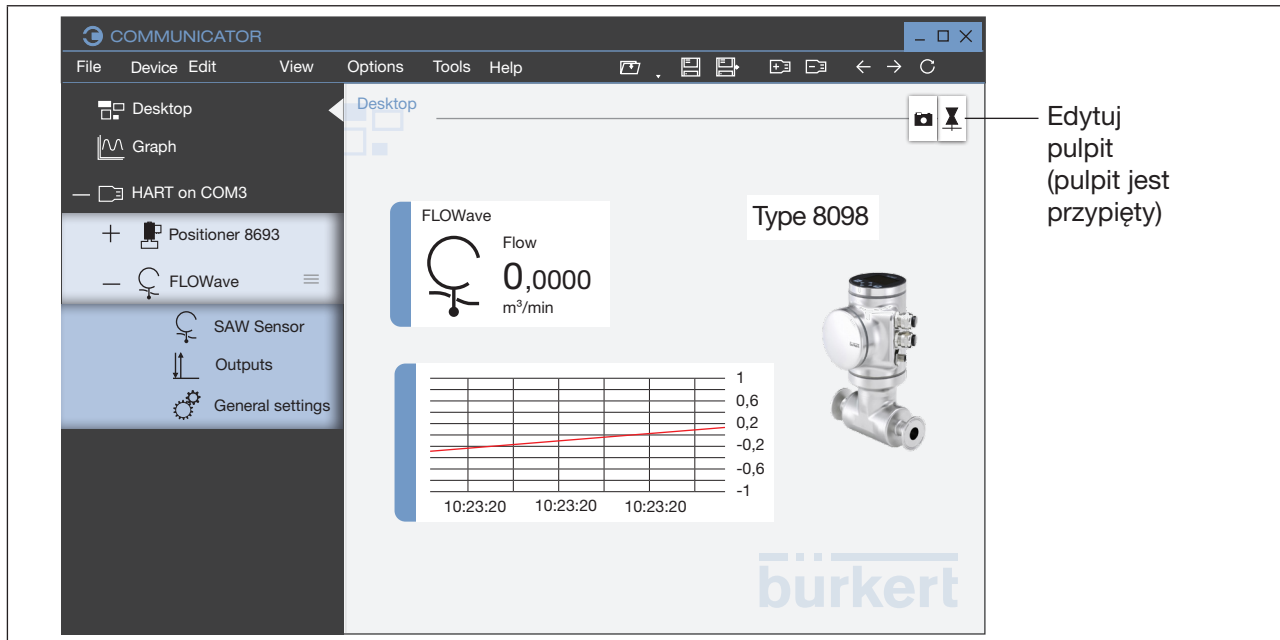 COMMUNICATOR
File Device Edit View Options Tools Help
Desktop
Graph
HART on COM3
Positioner 8693
FLOWave
SAW Sensor
Outputs
General settings
Desktop
Edytuj
pulpit
(pulpit jest
przypięty)
FLOWave
Flow
0,0000
m³/min
Type 8098
1
0,6
0,2
-0,2
-0,6
-1
10:23:20 10:23:20 10:23:20
burkert